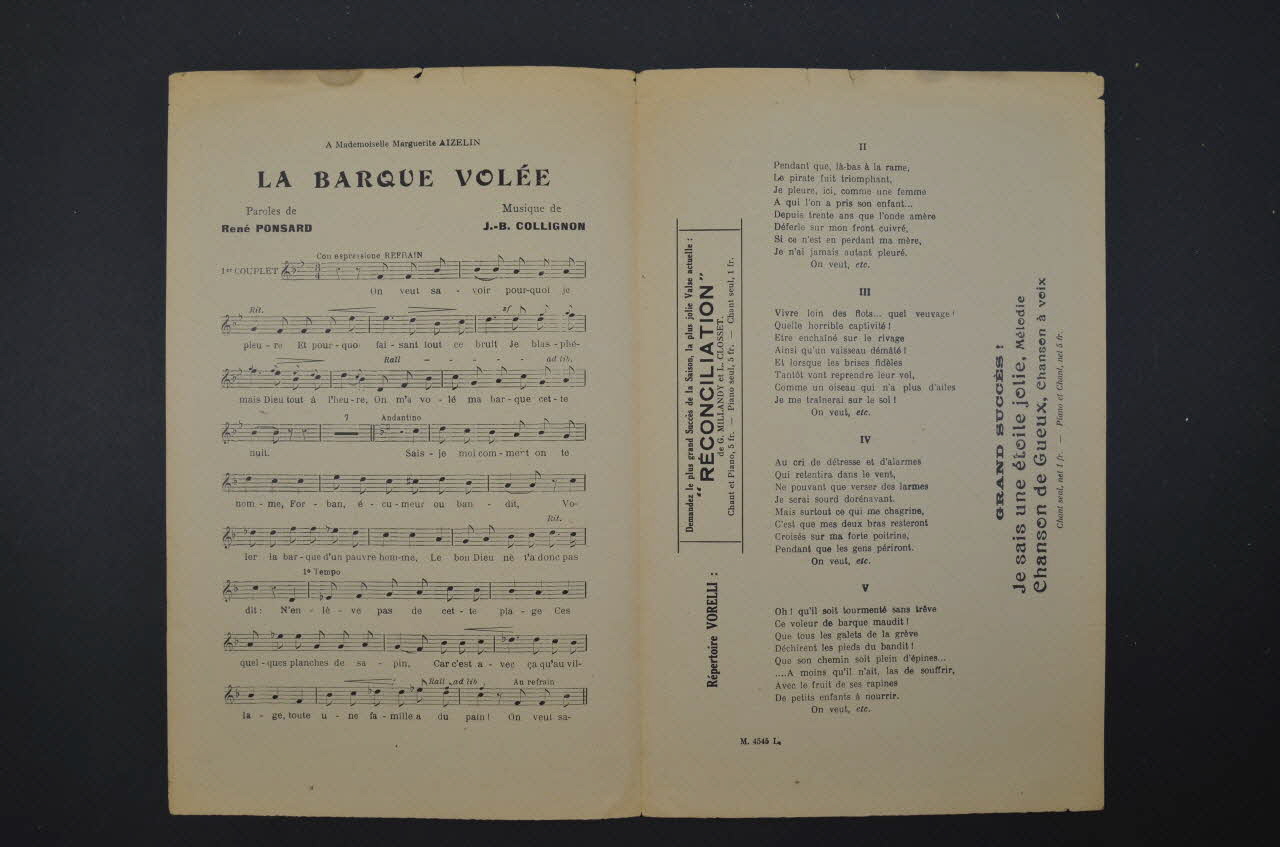 A Mademoiselle Marguerite AIZELIN
LA BARQUE VOLÉE
Paroles de
René PONSARD
Musique de
J.-B. COLLIGNON
Con espressione REFRAIN
1er COUPLET
On veut sa - voir pour-quoi je
Rit.
sf
pleu - re Et pour - quoi fai - sant tout ce bruit Je blas - phé-
Rall - - - - - ad lib.
mais Dieu tout à l'heu - re, On m'a vo - lé ma bar - que cet - te
7 Andantino
nuit. Sais - je moi com - ment on te
nom - me, For - ban, é - cu - meur ou ban - dit, Vo-
Rit.
ler la bar - que d'un pauvre hom - me, Le bon Dieu ne t'a donc pas
1º Tempo
dit: N'en - lè - ve pas de cet - te pla - ge Ces
quel - ques planches de sa - pin, Car c'est a - vec ça qu'au vil-
Rall ad lib Au refrain
la - ge, toute u - ne fa - mille a du pain! On veut sa-
Répertoire VORELLI :
Demandez le plus grand Succès de la Saison, la plus jolie Valse actuelle :
"RÉCONCILIATION"
de G. MILLANDY et L. CLOSSET.
Chant et Piano, 5 fr. — Piano seul, 5 fr. — Chant seul, 1 fr.
II
Pendant que, là-bas à la rame,
Le pirate fuit triomphant,
Je pleure, ici, comme une femme
A qui l'on a pris son enfant...
Depuis trente ans que l'onde amère
Déferle sur mon front cuivré,
Si ce n'est en perdant ma mère,
Je n'ai jamais autant pleuré.
On veut, etc.
III
Vivre loin des flots... quel veuvage!
Quelle horrible captivité!
Etre enchaîné sur le rivage
Ainsi qu'un vaisseau démâté!
Et lorsque les brises fidèles
Tantôt vont reprendre leur vol,
Comme un oiseau qui n'a plus d'ailes
Je me traînerai sur le sol!
On veut, etc.
IV
Au cri de détresse et d'alarmes
Qui retentira dans le vent,
Ne pouvant que verser des larmes
Je serai sourd dorénavant.
Mais surtout ce qui me chagrine,
C'est que mes deux bras resteront
Croisés sur ma forte poitrine,
Pendant que les gens périront.
On veut, etc.
V
Oh! qu'il soit tourmenté sans trêve
Ce voleur de barque maudit!
Que tous les galets de la grève
Déchirent les pieds du bandit!
Que son chemin soit plein d'épines...
....A moins qu'il n'ait, las de souffrir,
Avec le fruit de ses rapines
De petits enfants à nourrir.
On veut, etc.
M. 4545 L.
GRAND SUCCÈS!
Je sais une étoile jolie, Mélodie
Chanson de Gueux, Chanson à voix
Chant seul, net 1 fr. — Piano et Chant, net 5 fr.